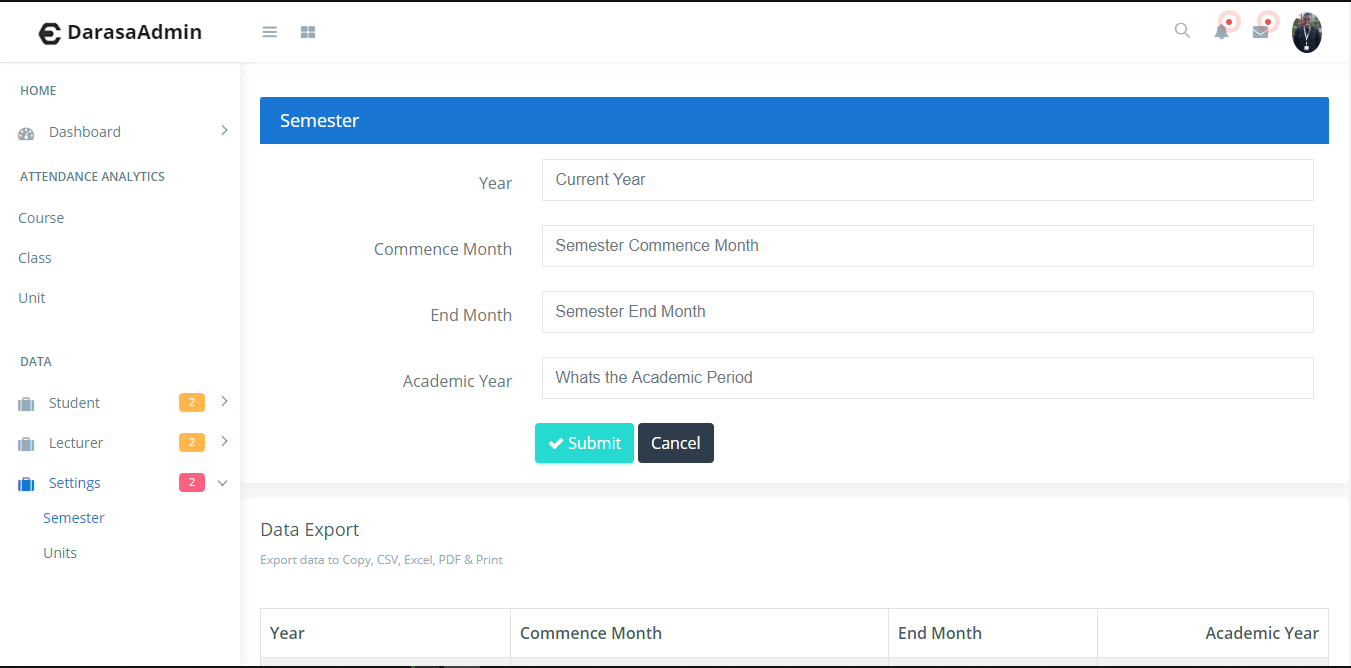 DarasaAdmin
HOME
Dashboard
ATTENDANCE ANALYTICS
Course
Class
Unit
DATA
Student 2
Lecturer 2
Settings 2
Semester
Units
Semester
Year Current Year
Commence Month Semester Commence Month
End Month Semester End Month
Academic Year Whats the Academic Period
Submit Cancel
Data Export
Export data to Copy, CSV, Excel, PDF & Print
Year Commence Month End Month Academic Year